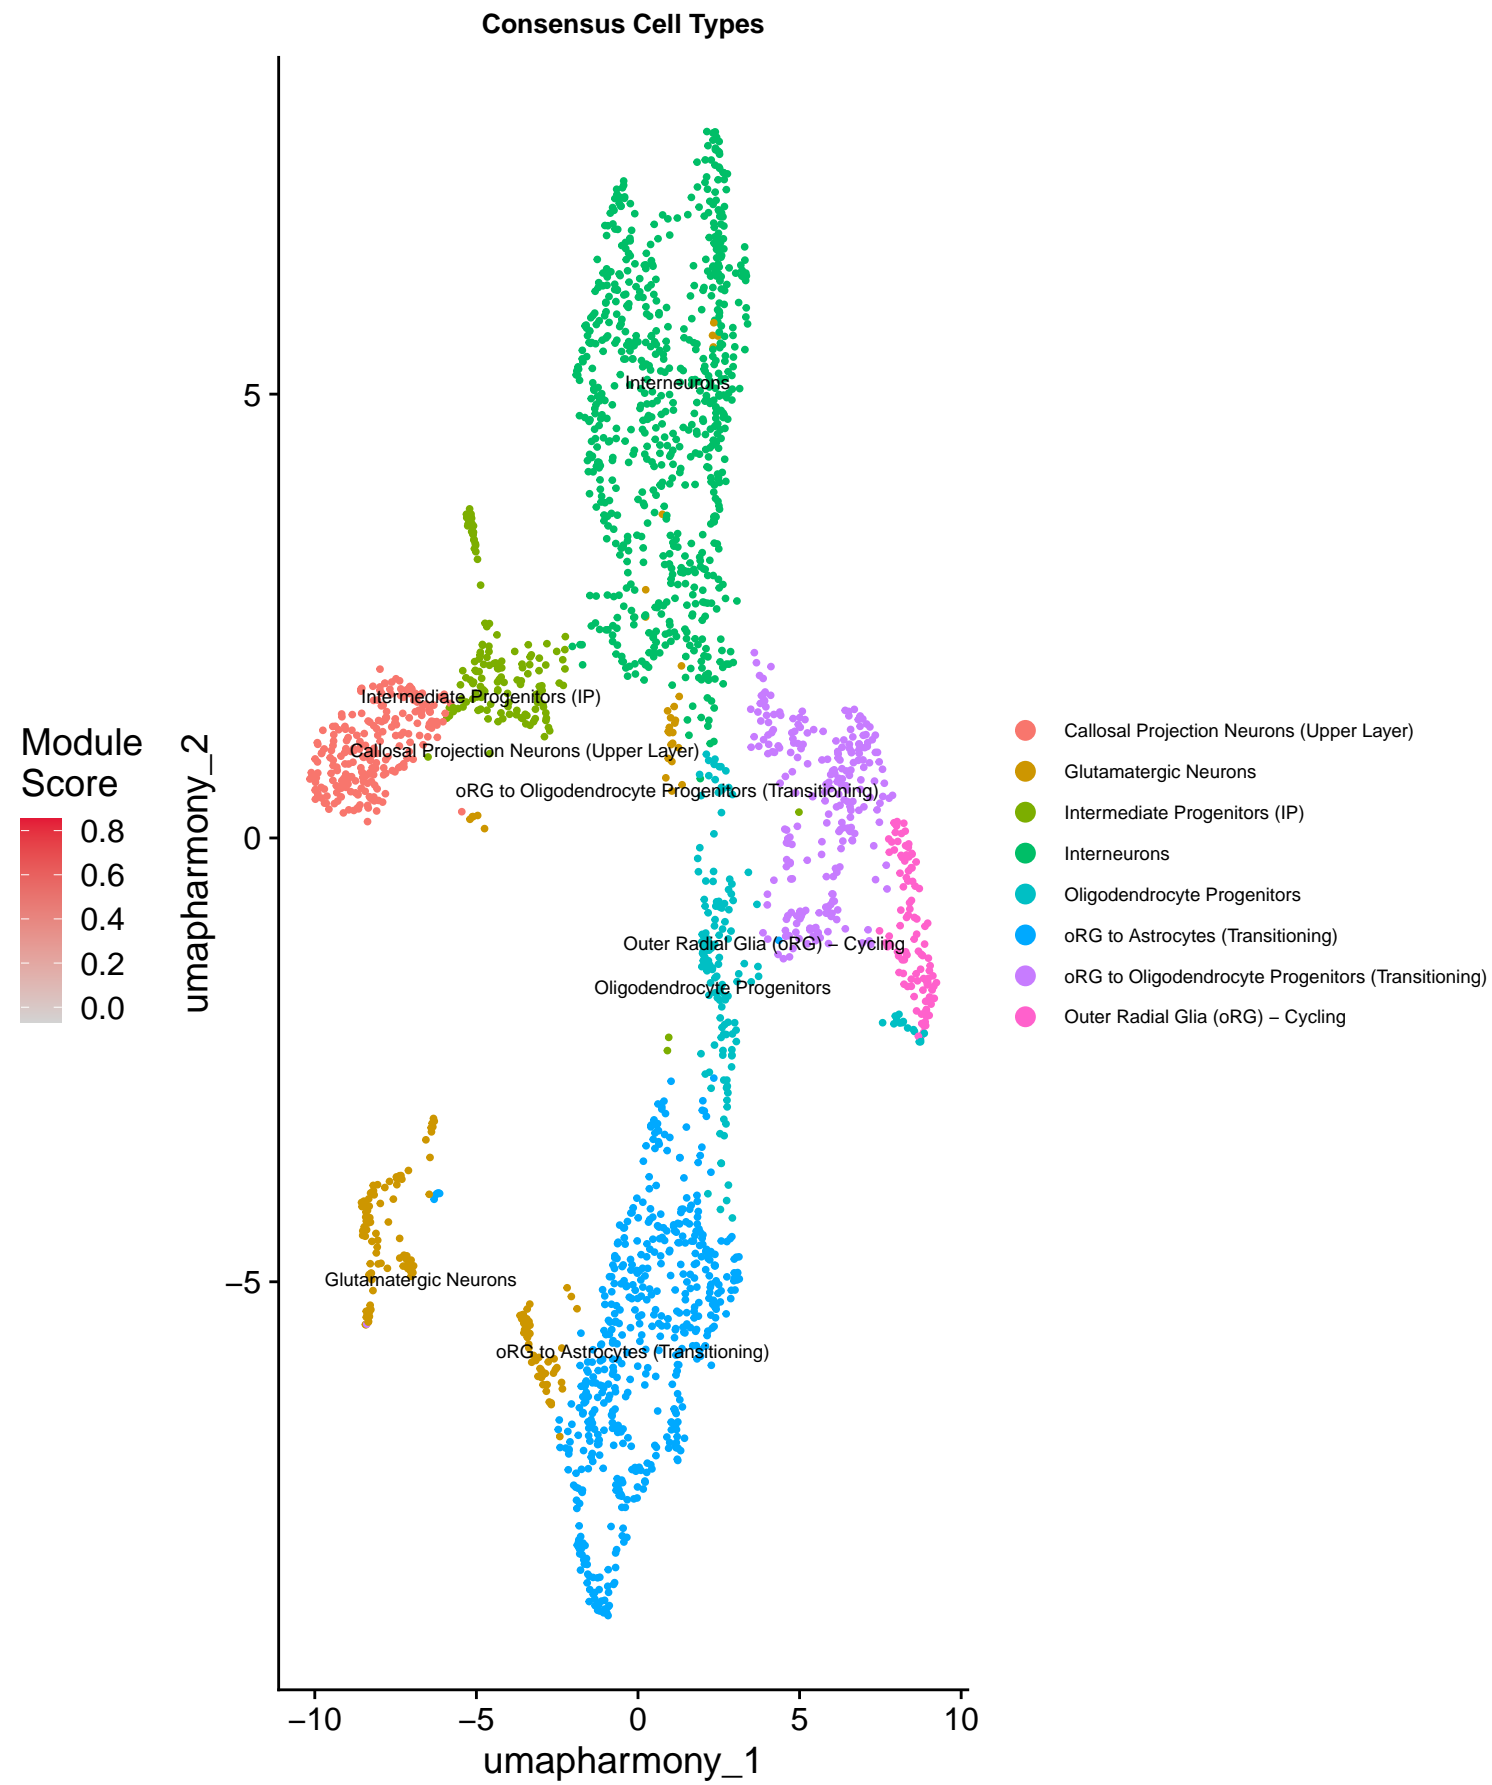 Consensus Cell Types
Module
Score
0.8
0.6
0.4
0.2
0.0
umapharmony_2
5
0
−5
Interneurons
Intermediate Progenitors (IP)
Callosal Projection Neurons (Upper Layer)
oRG to Oligodendrocyte Progenitors (Transitioning)
Outer Radial Glia (oRG) − Cycling
Oligodendrocyte Progenitors
Glutamatergic Neurons
oRG to Astrocytes (Transitioning)
−10
−5
0
5
10
umapharmony_1
Callosal Projection Neurons (Upper Layer)
Glutamatergic Neurons
Intermediate Progenitors (IP)
Interneurons
Oligodendrocyte Progenitors
oRG to Astrocytes (Transitioning)
oRG to Oligodendrocyte Progenitors (Transitioning)
Outer Radial Glia (oRG) − Cycling